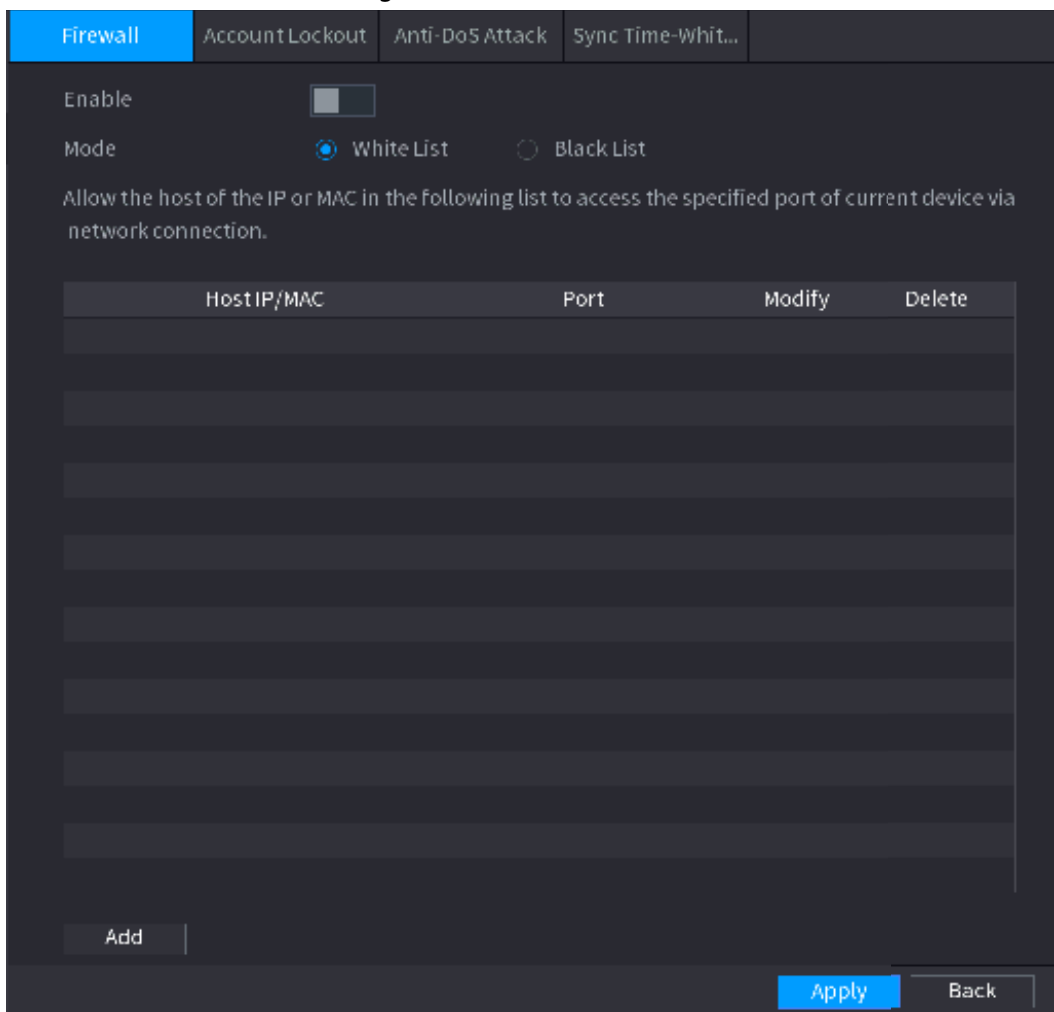 Firewall Account Lockout Anti-DoS Attack Sync Time-Whit...
Enable
Mode White List Black List
Allow the host of the IP or MAC in the following list to access the specified port of current device via
network connection.
Host IP/MAC Port Modify Delete
Add
Apply Back